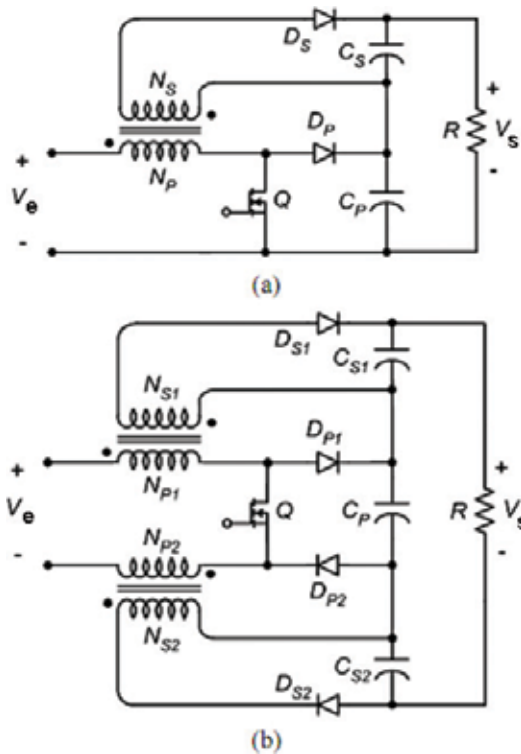 D_S
C_S
N_S
+
D_P
R
V_s
+
N_P
-
V_e
Q
C_P
-
(a)
D_S1
C_S1
N_S1
+
D_P1
+
N_P1
V_e
Q
C_P
R
V_s
N_P2
-
-
D_P2
N_S2
C_S2
D_S2
(b)